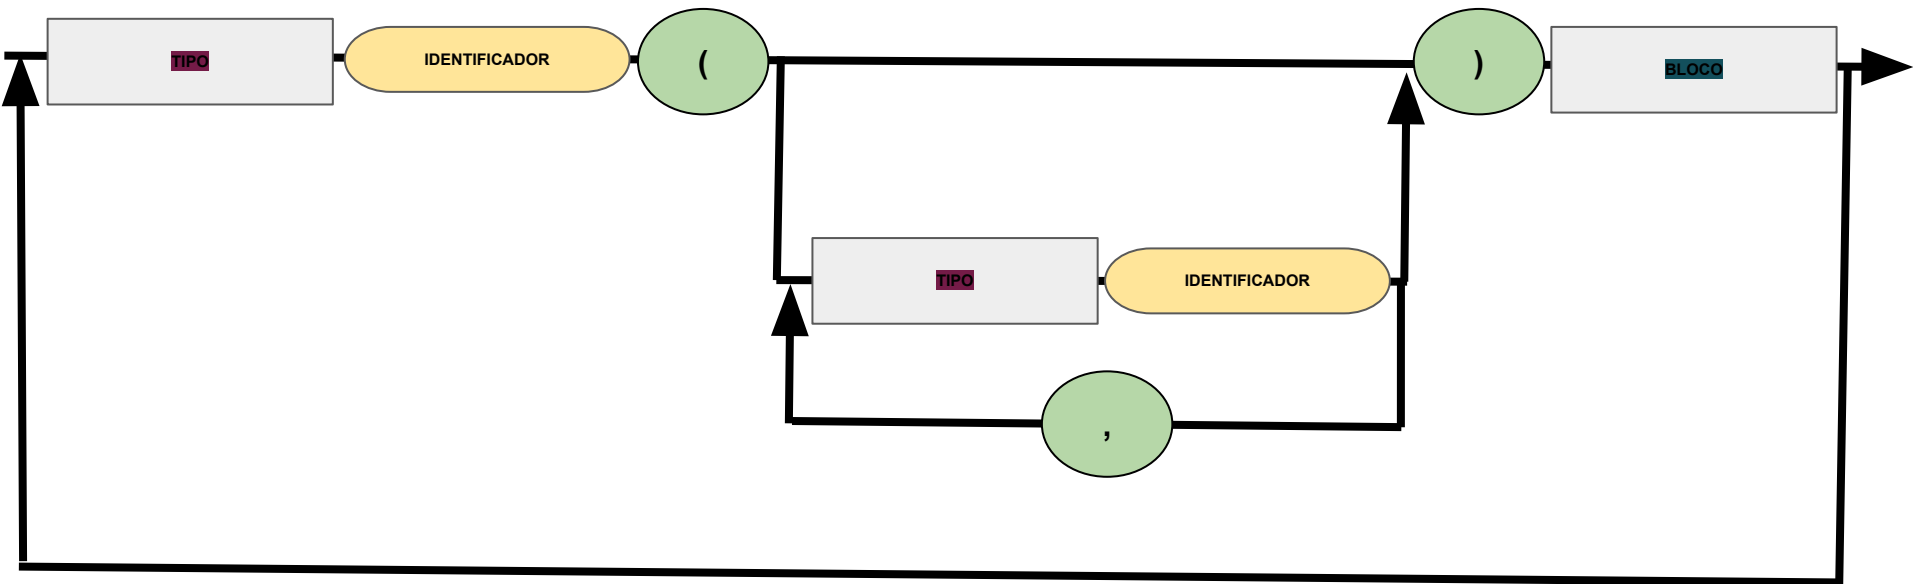 TIPO
IDENTIFICADOR
(
)
BLOCO
TIPO
IDENTIFICADOR
,